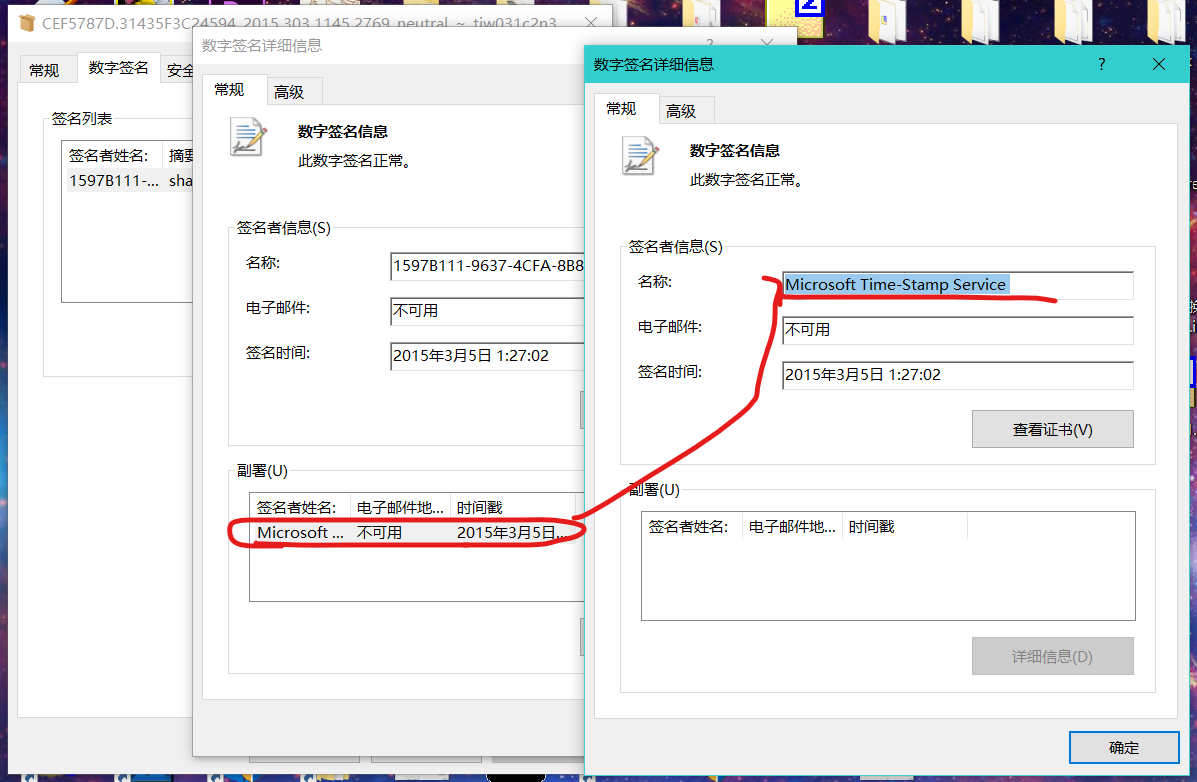 CEF5787D.31435F3C24594_2015.303.1145.2769_neutral_~_tjw031c2p3
常规
数字签名
安全
签名列表
签名者姓名:
摘要
1597B111-...
sha
数字签名详细信息
?
常规
高级
数字签名信息
此数字签名正常。
签名者信息(S)
名称:
1597B111-9637-4CFA-8B8
电子邮件:
不可用
签名时间:
2015年3月5日 1:27:02
副署(U)
签名者姓名:
电子邮件地...
时间戳
Microsoft ...
不可用
2015年3月5日...
数字签名详细信息
?
常规
高级
数字签名信息
此数字签名正常。
签名者信息(S)
名称:
Microsoft Time-Stamp Service
电子邮件:
不可用
签名时间:
2015年3月5日 1:27:02
查看证书(V)
副署(U)
签名者姓名:
电子邮件地...
时间戳
详细信息(D)
确定